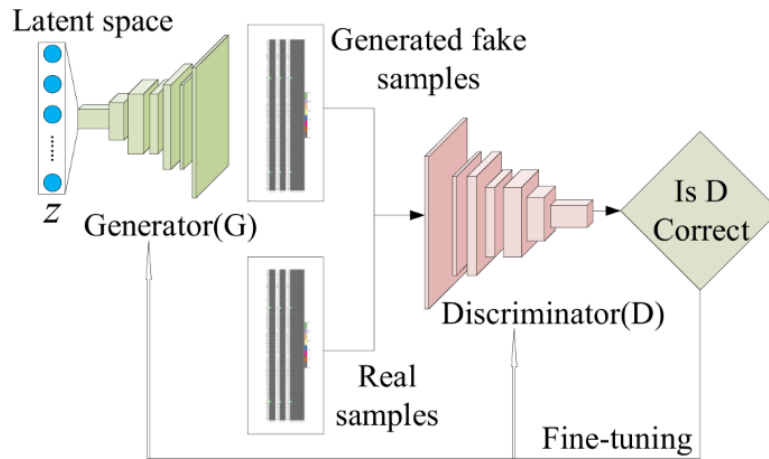 Latent space
Generated fake
samples
......
z
Generator(G)
Is D
Correct
Discriminator(D)
Real
samples
Fine-tuning